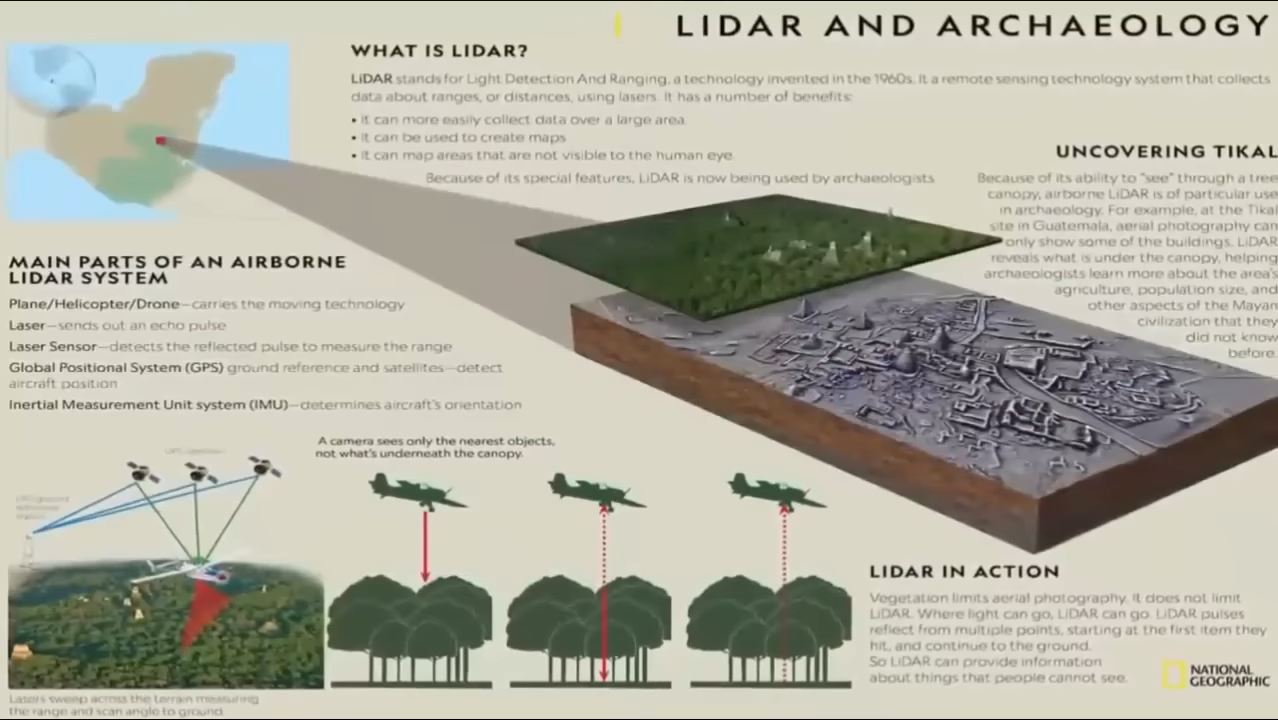 LIDAR AND ARCHAEOLOGY
WHAT IS LIDAR?
LiDAR stands for Light Detection And Ranging, a technology invented in the 1960s. It a remote sensing technology system that collects
data about ranges, or distances, using lasers. It has a number of benefits:
• It can more easily collect data over a large area.
• It can be used to create maps
• It can map areas that are not visible to the human eye.
Because of its special features, LiDAR is now being used by archaeologists
UNCOVERING TIKAL
Because of its ability to "see" through a tree
canopy, airborne LiDAR is of particular use
in archaeology. For example, at the Tikal
site in Guatemala, aerial photography can
only show some of the buildings. LiDAR
reveals what is under the canopy, helping
archaeologists learn more about the area's
agriculture, population size, and
other aspects of the Mayan
civilization that they
did not know
before.
MAIN PARTS OF AN AIRBORNE
LIDAR SYSTEM
Plane/Helicopter/Drone—carries the moving technology
Laser—sends out an echo pulse
Laser Sensor—detects the reflected pulse to measure the range
Global Positional System (GPS) ground reference and satellites—detect
aircraft position
Inertial Measurement Unit system (IMU)—determines aircraft's orientation
A camera sees only the nearest objects,
not what's underneath the canopy.
Lasers sweep across the terrain measuring
the range and scan angle to ground.
LIDAR IN ACTION
Vegetation limits aerial photography. It does not limit
LiDAR. Where light can go, LiDAR can go. LiDAR pulses
reflect from multiple points, starting at the first item they
hit, and continue to the ground.
So LiDAR can provide information
about things that people cannot see.
NATIONAL
GEOGRAPHIC